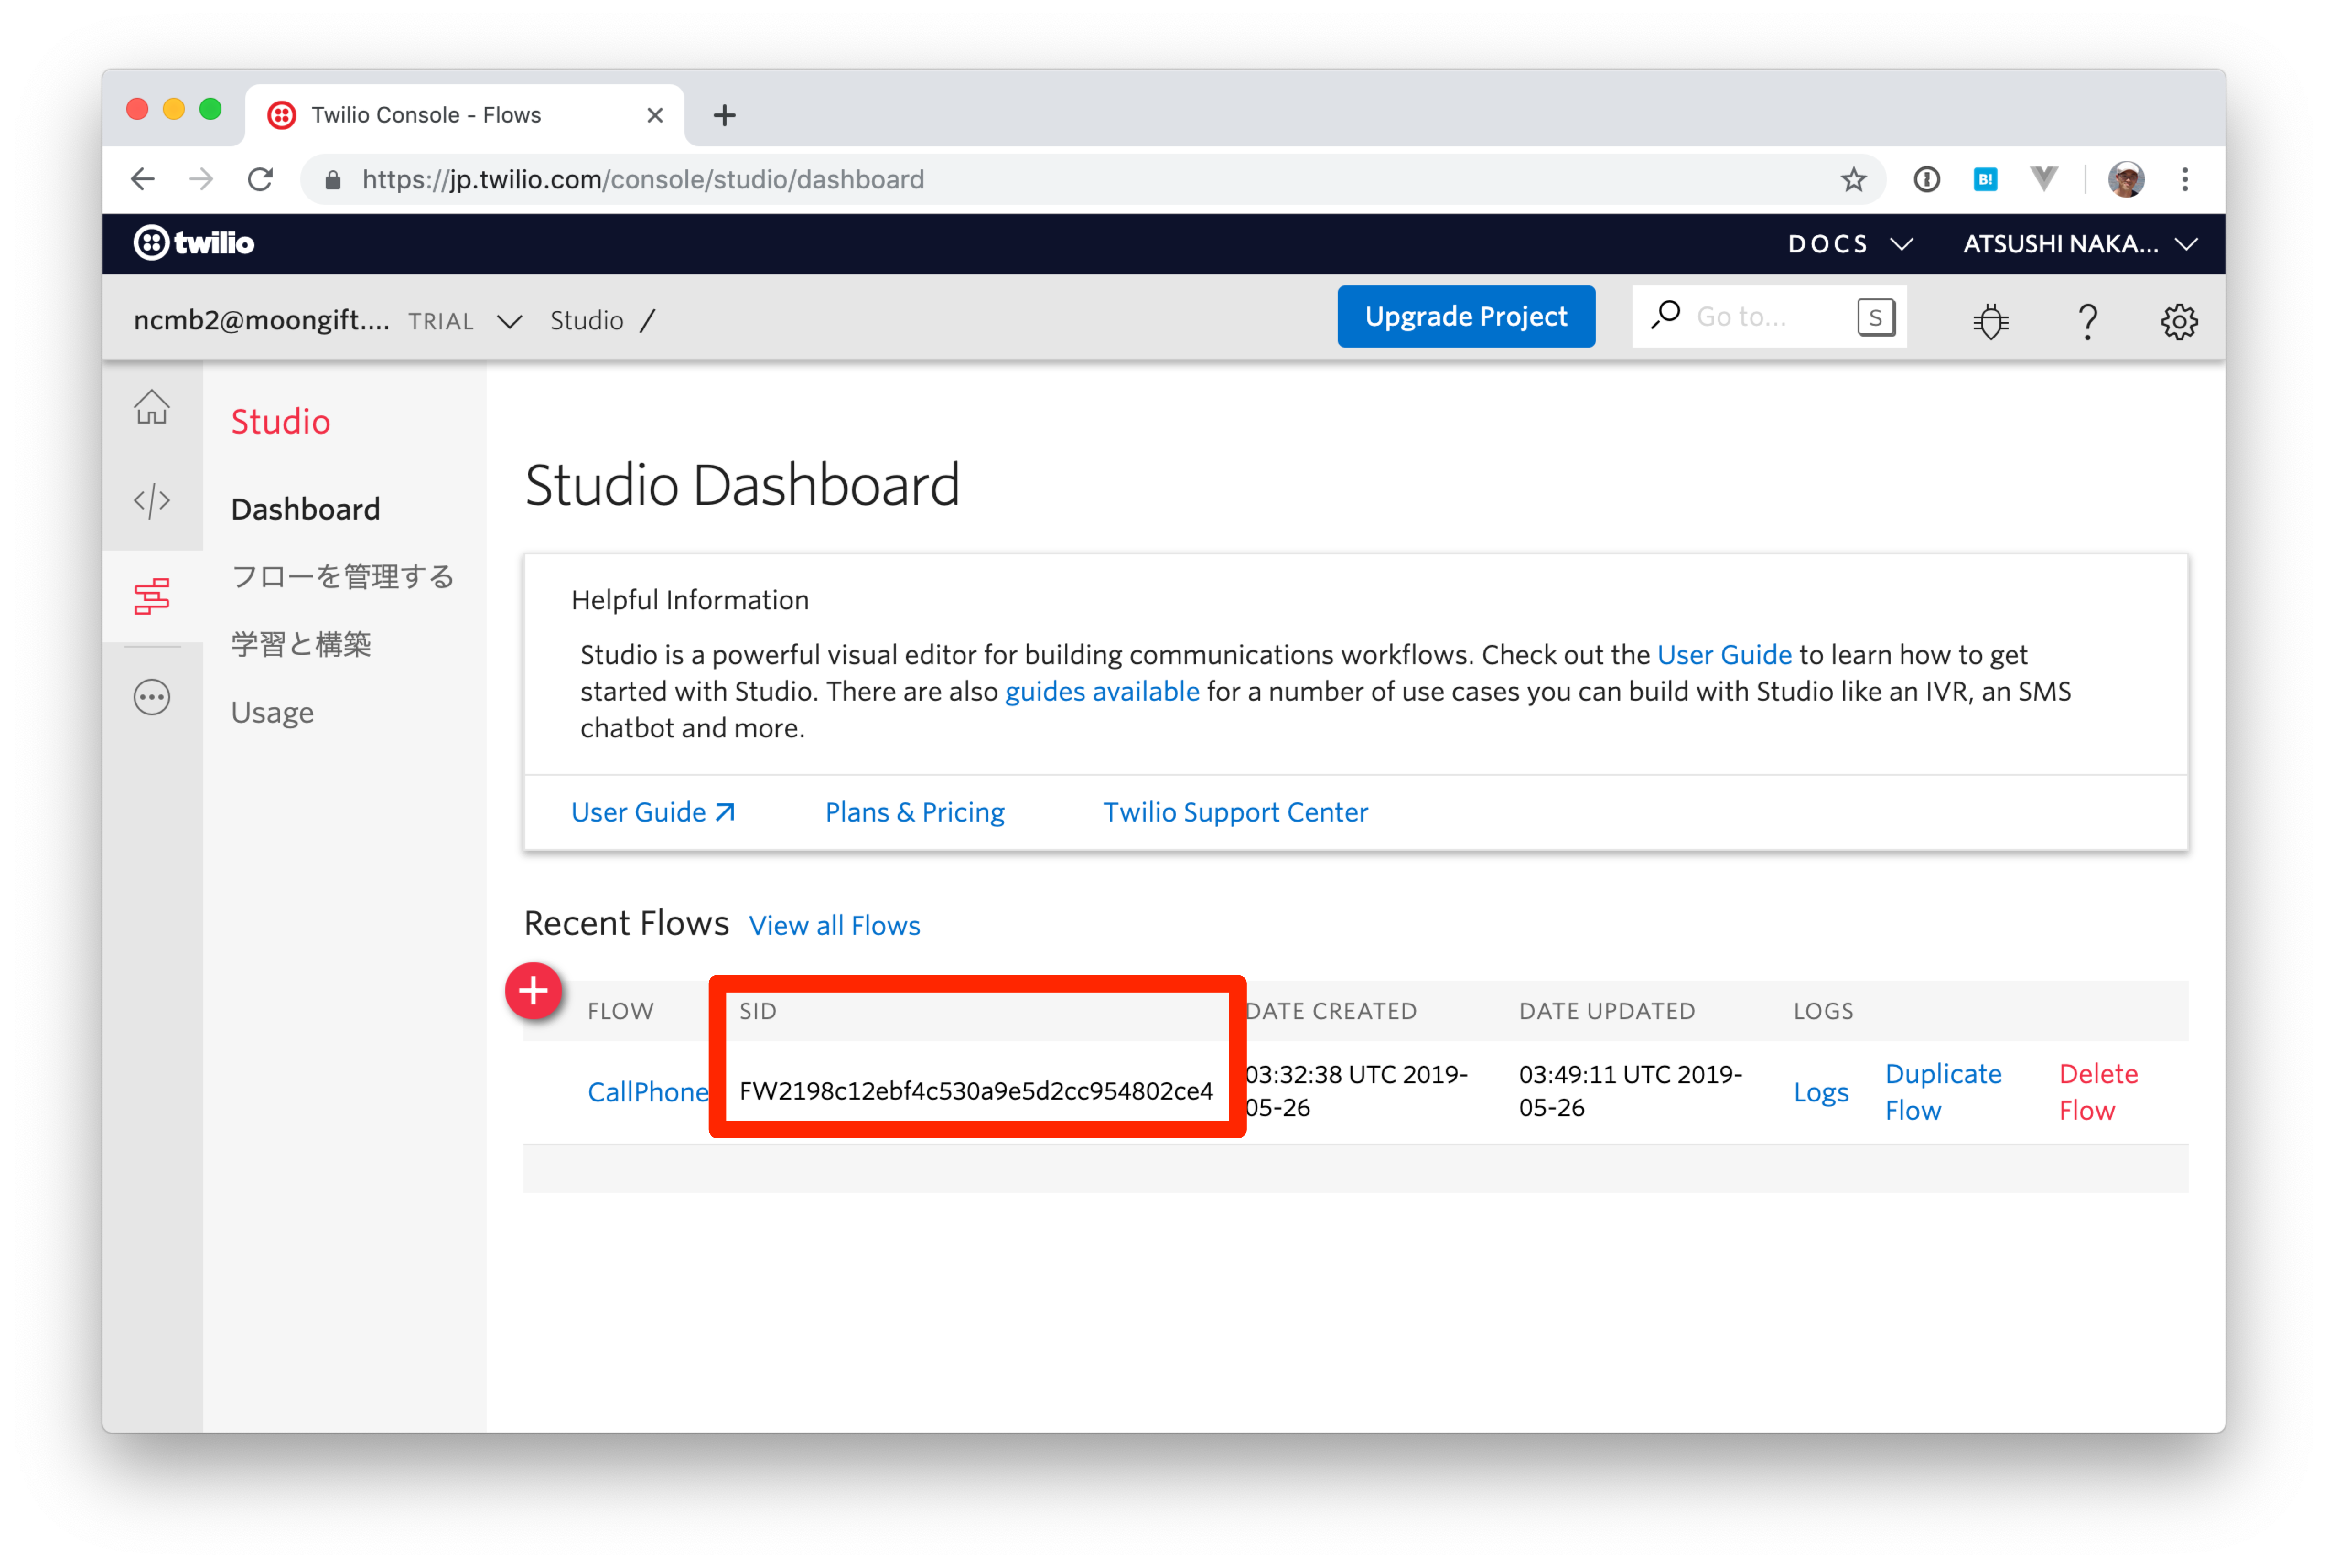 Twilio Console - Flows
https://jp.twilio.com/console/studio/dashboard
B!
twilio
DOCS
ATSUSHI NAKA...
ncmb2@moongift.... TRIAL
Studio /
Upgrade Project
Go to...
S
?
Studio
Dashboard
フローを管理する
学習と構築
Usage
Studio Dashboard
Helpful Information
Studio is a powerful visual editor for building communications workflows. Check out the User Guide to learn how to get
started with Studio. There are also guides available for a number of use cases you can build with Studio like an IVR, an SMS
chatbot and more.
User Guide
Plans & Pricing
Twilio Support Center
Recent Flows View all Flows
FLOW SID DATE CREATED DATE UPDATED LOGS
CallPhone
FW2198c12ebf4c530a9e5d2cc954802ce4
03:32:38 UTC 2019-
05-26
03:49:11 UTC 2019-
05-26
Logs
Duplicate
Flow
Delete
Flow